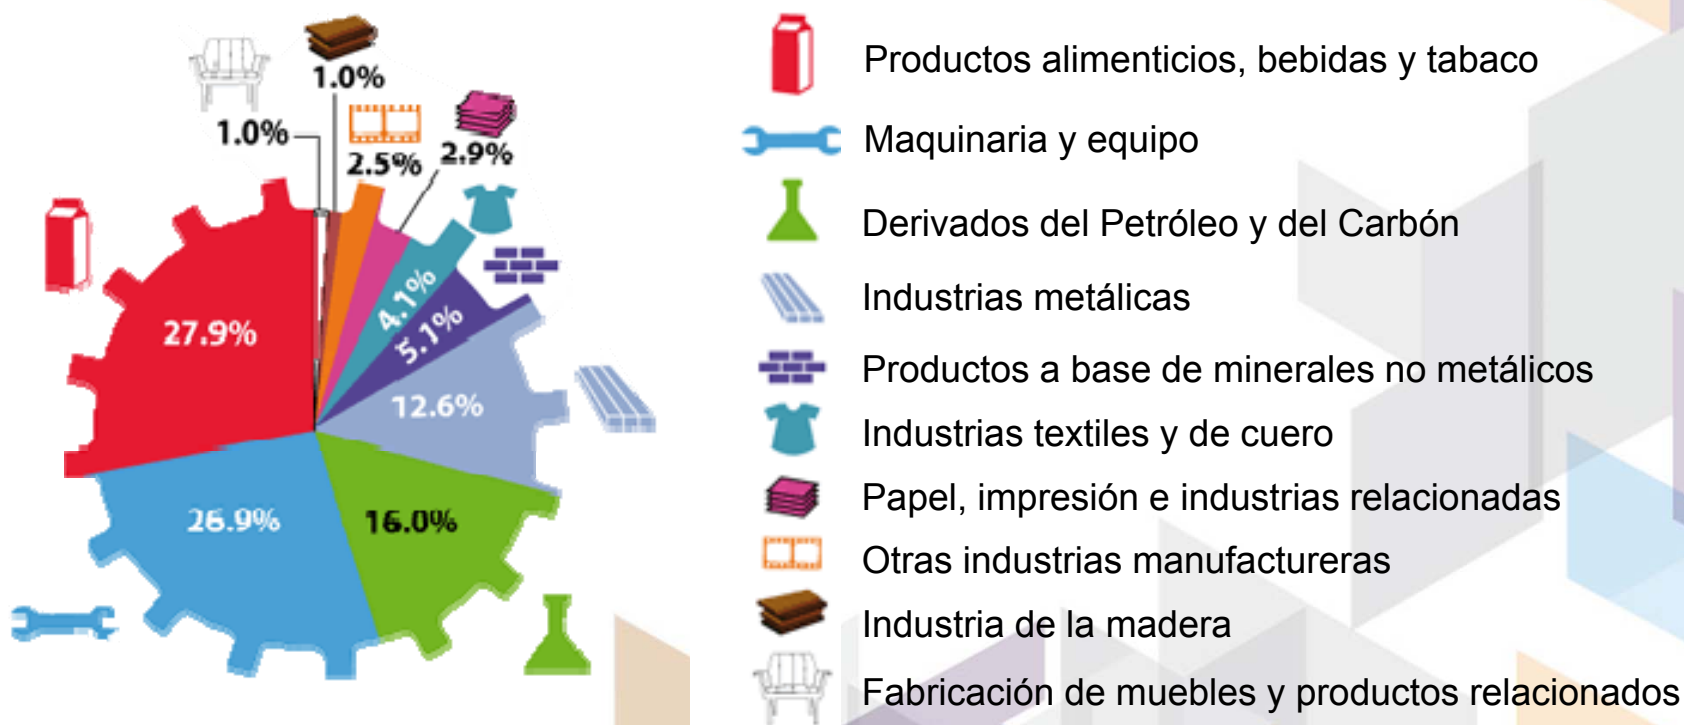 1.0%
1.0%
2.5%
2.9%
4.1%
5.1%
27.9%
12.6%
26.9%
16.0%
Productos alimenticios, bebidas y tabaco
Maquinaria y equipo
Derivados del Petróleo y del Carbón
Industrias metálicas
Productos a base de minerales no metálicos
Industrias textiles y de cuero
Papel, impresión e industrias relacionadas
Otras industrias manufactureras
Industria de la madera
Fabricación de muebles y productos relacionados